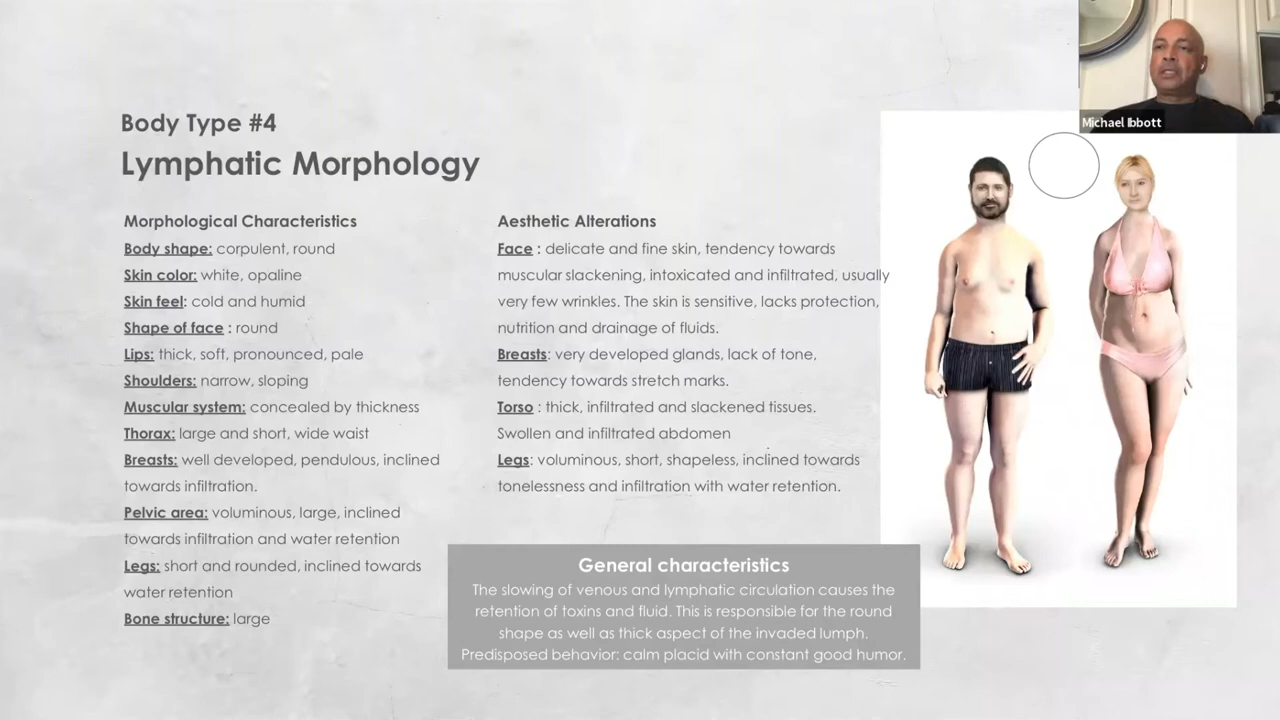 Body Type #4
Lymphatic Morphology
Morphological Characteristics
Body shape: corpulent, round
Skin color: white, opaline
Skin feel: cold and humid
Shape of face : round
Lips: thick, soft, pronounced, pale
Shoulders: narrow, sloping
Muscular system: concealed by thickness
Thorax: large and short, wide waist
Breasts: well developed, pendulous, inclined
towards infiltration.
Pelvic area: voluminous, large, inclined
towards infiltration and water retention
Legs: short and rounded, inclined towards
water retention
Bone structure: large
Aesthetic Alterations
Face : delicate and fine skin, tendency towards
muscular slackening, intoxicated and infiltrated, usually
very few wrinkles. The skin is sensitive, lacks protection,
nutrition and drainage of fluids.
Breasts: very developed glands, lack of tone,
tendency towards stretch marks.
Torso : thick, infiltrated and slackened tissues.
Swollen and infiltrated abdomen
Legs: voluminous, short, shapeless, inclined towards
tonelessness and infiltration with water retention.
General characteristics
The slowing of venous and lymphatic circulation causes the
retention of toxins and fluid. This is responsible for the round
shape as well as thick aspect of the invaded lumph.
Predisposed behavior: calm placid with constant good humor.
Michael Ibbott